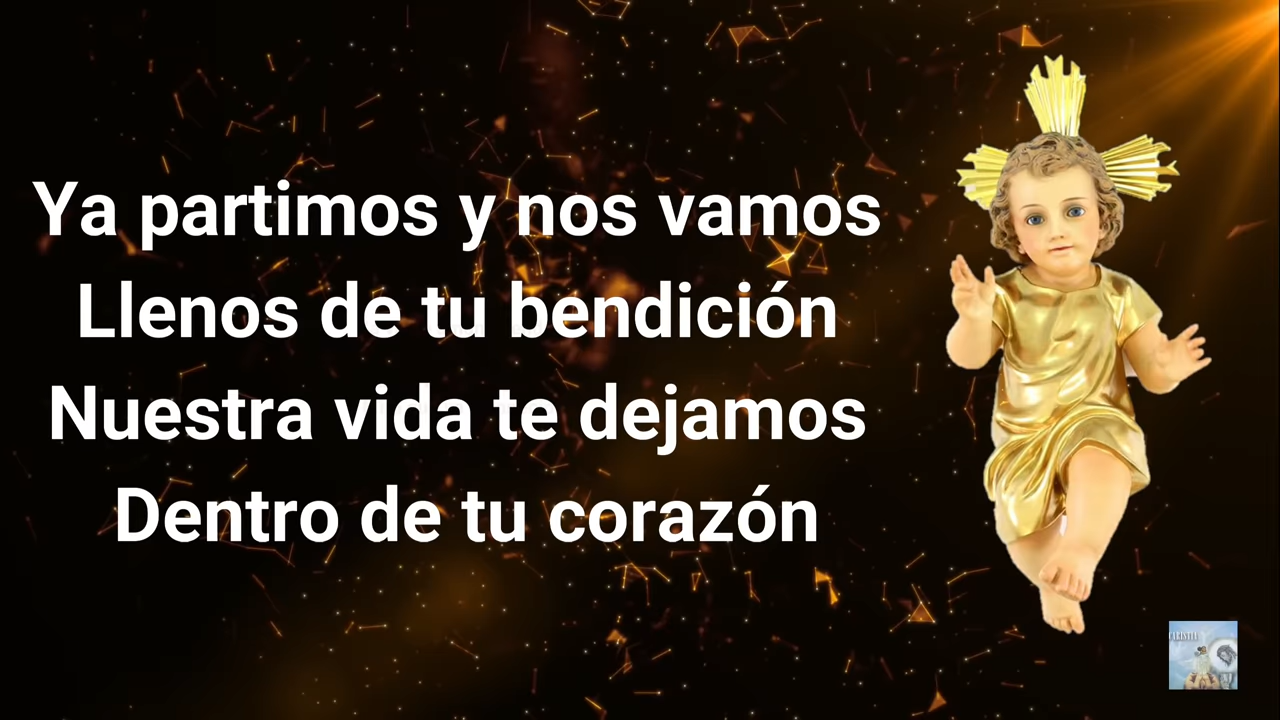 Ya partimos y nos vamos
Llenos de tu bendición
Nuestra vida te dejamos
Dentro de tu corazón